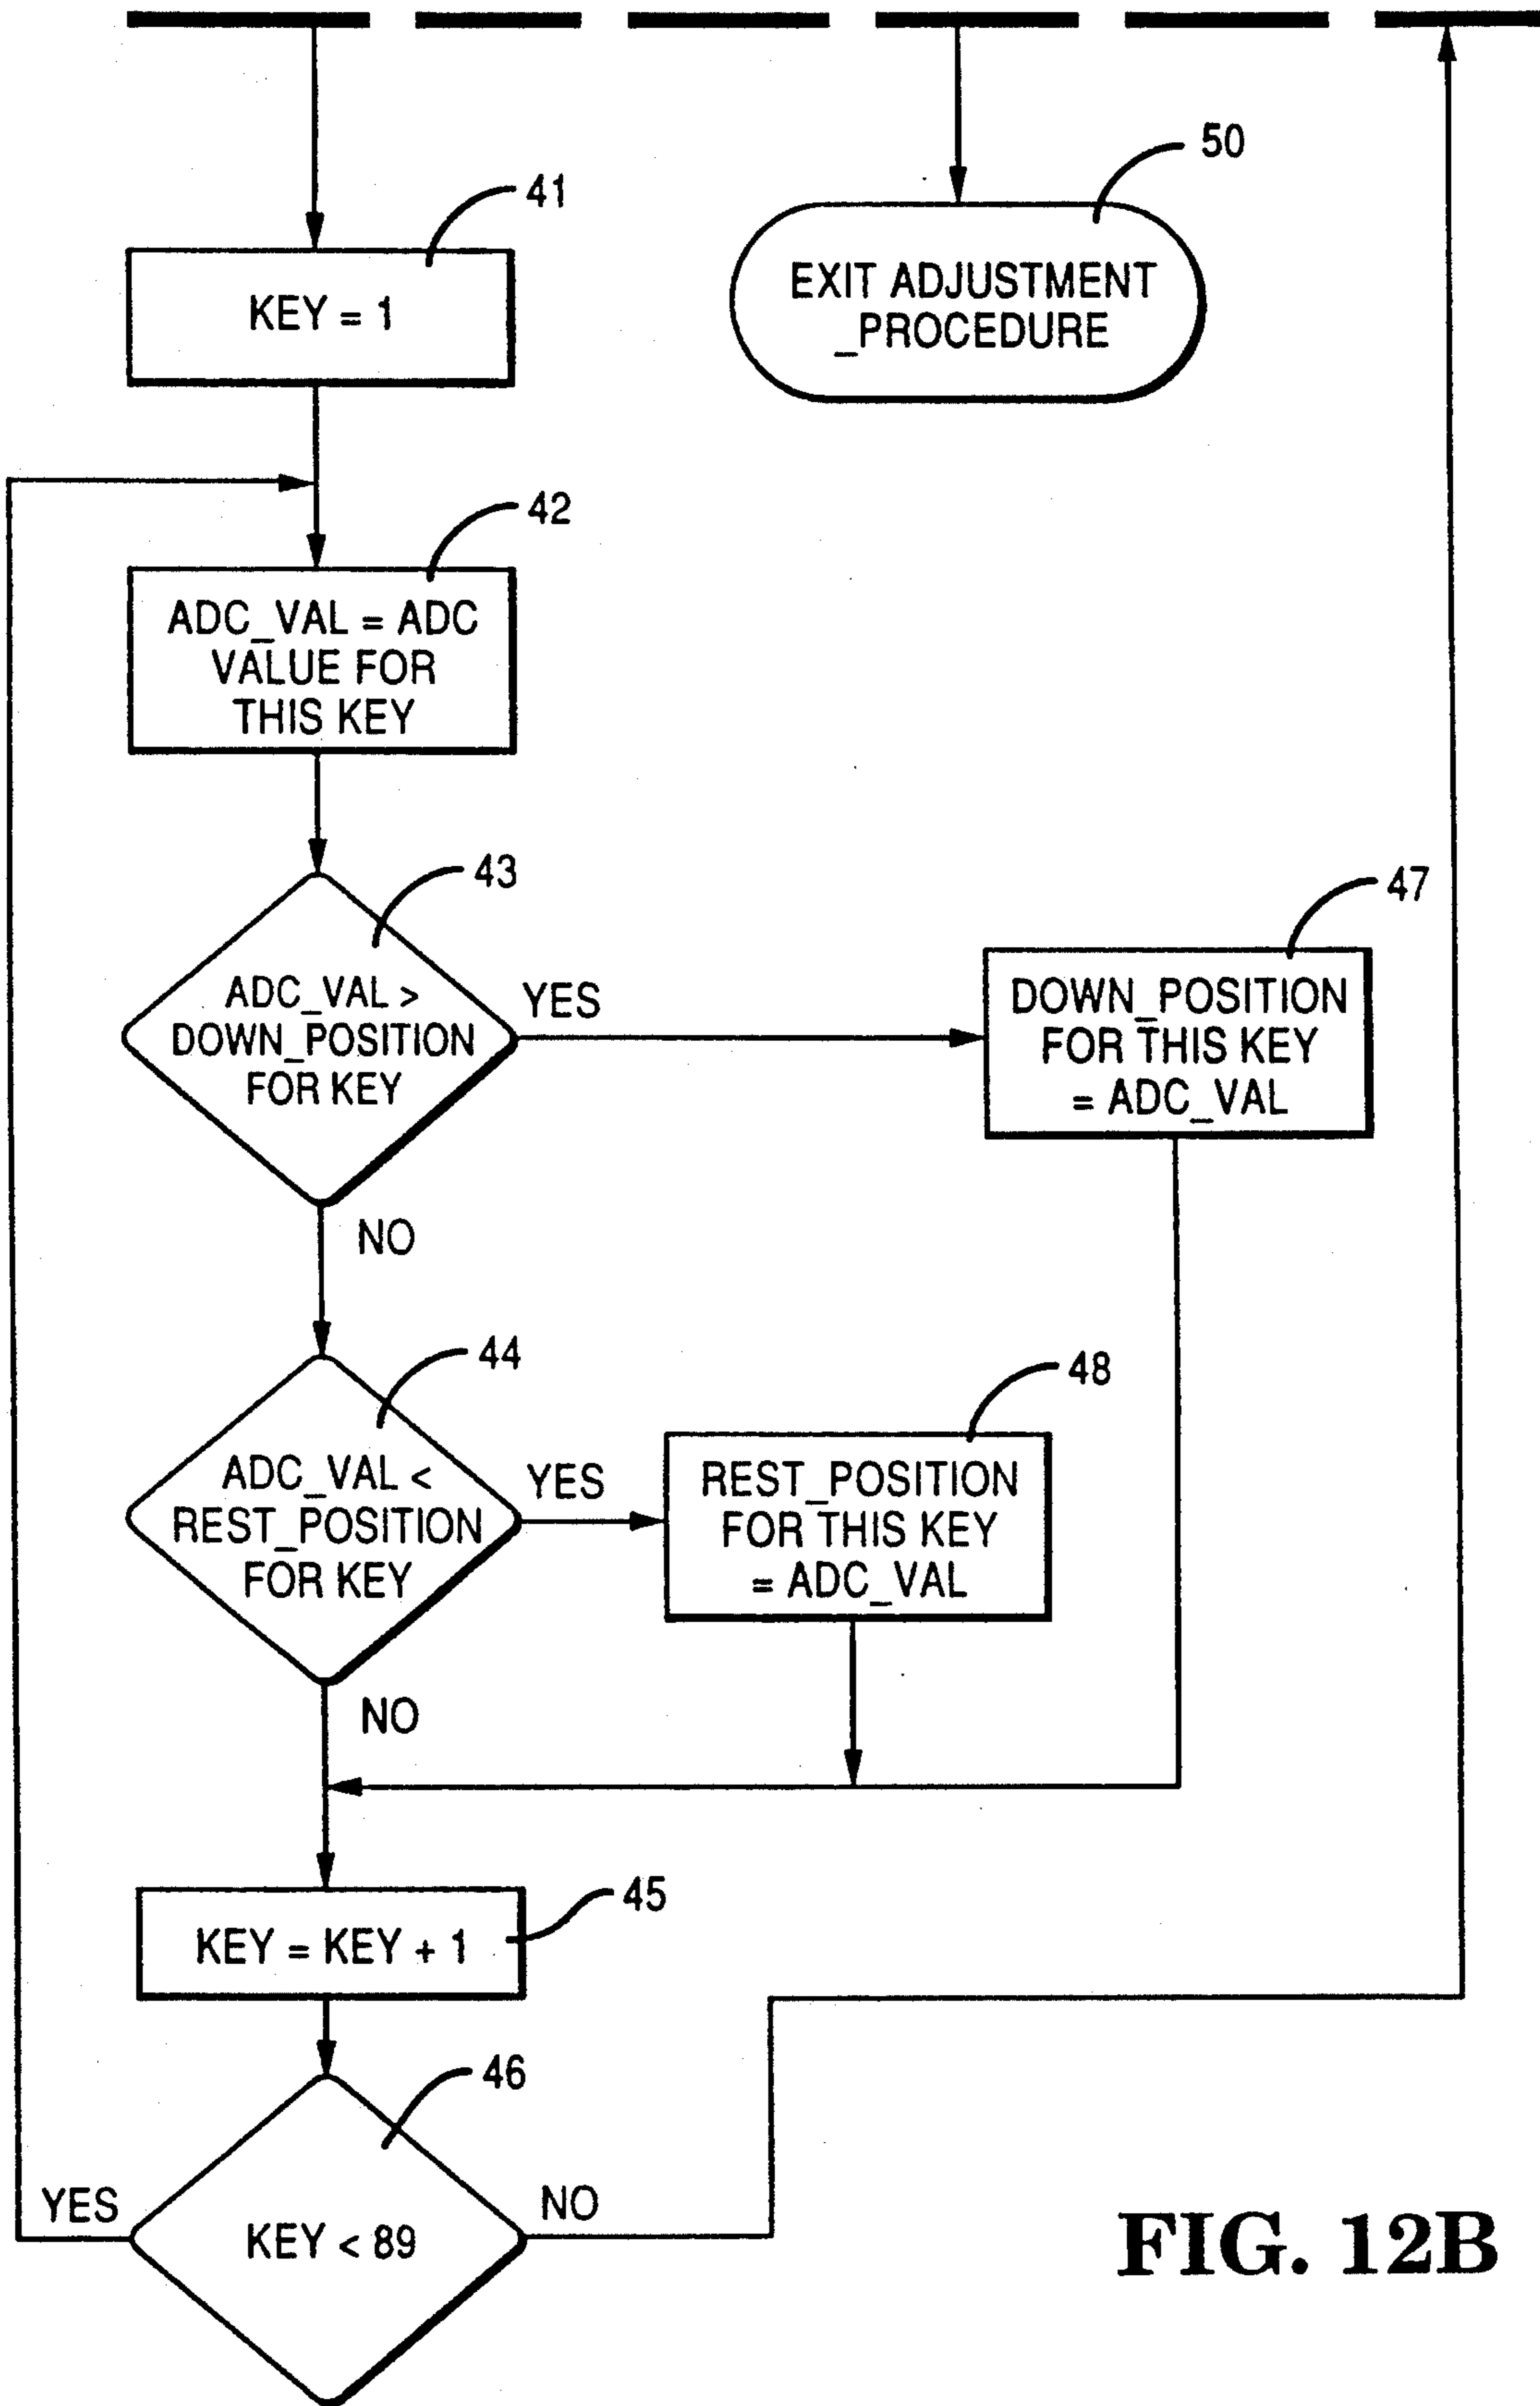 50
41
EXIT ADJUSTMENT
_PROCEDURE
KEY = 1
42
ADC_VAL = ADC
VALUE FOR
THIS KEY
43
47
ADC_VAL >
DOWN_POSITION
FOR KEY
YES
DOWN_POSITION
FOR THIS KEY
= ADC_VAL
NO
44
48
ADC_VAL <
REST_POSITION
FOR KEY
YES
REST_POSITION
FOR THIS KEY
= ADC_VAL
NO
45
KEY = KEY + 1
46
YES
KEY < 89
NO
FIG. 12B